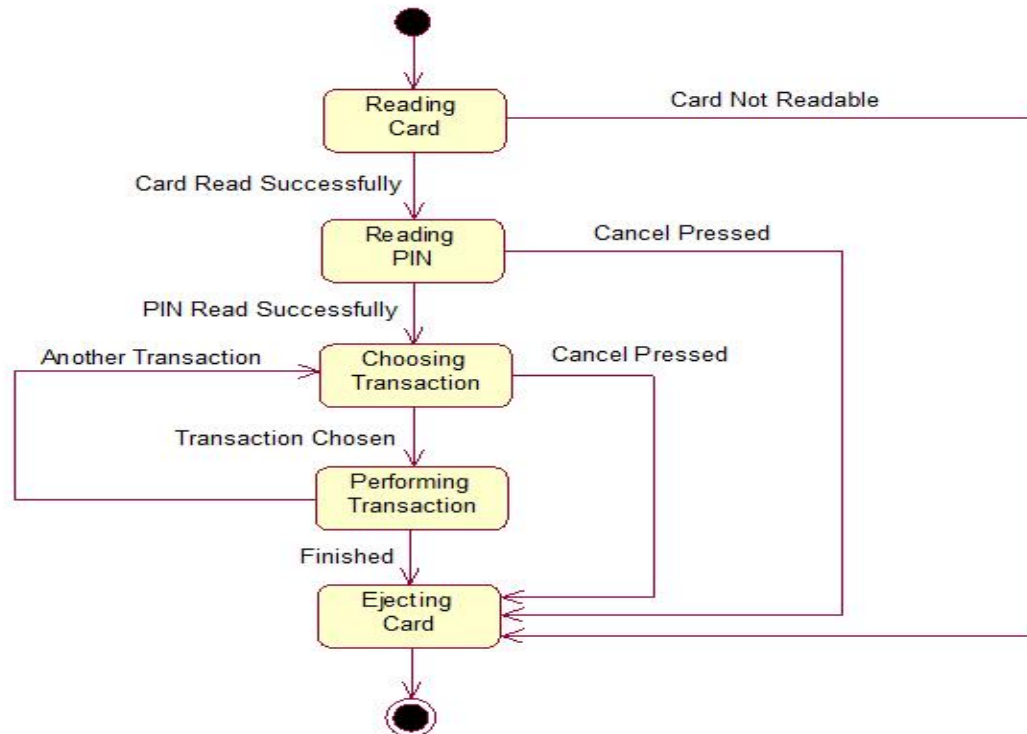 Reading
Card
Card Not Readable
Card Read Successfully
Reading
PIN
Cancel Pressed
PIN Read Successfully
Another Transaction
Choosing
Transaction
Cancel Pressed
Transaction Chosen
Performing
Transaction
Finished
Ejecting
Card